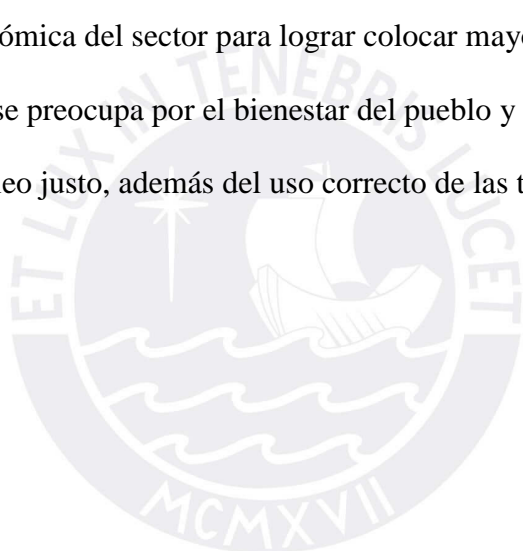 ómica del sector para lograr colocar mayo
se preocupa por el bienestar del pueblo y
eo justo, además del uso correcto de las t
ET LUX IN TENEBRIS LUCET
MCMXVII